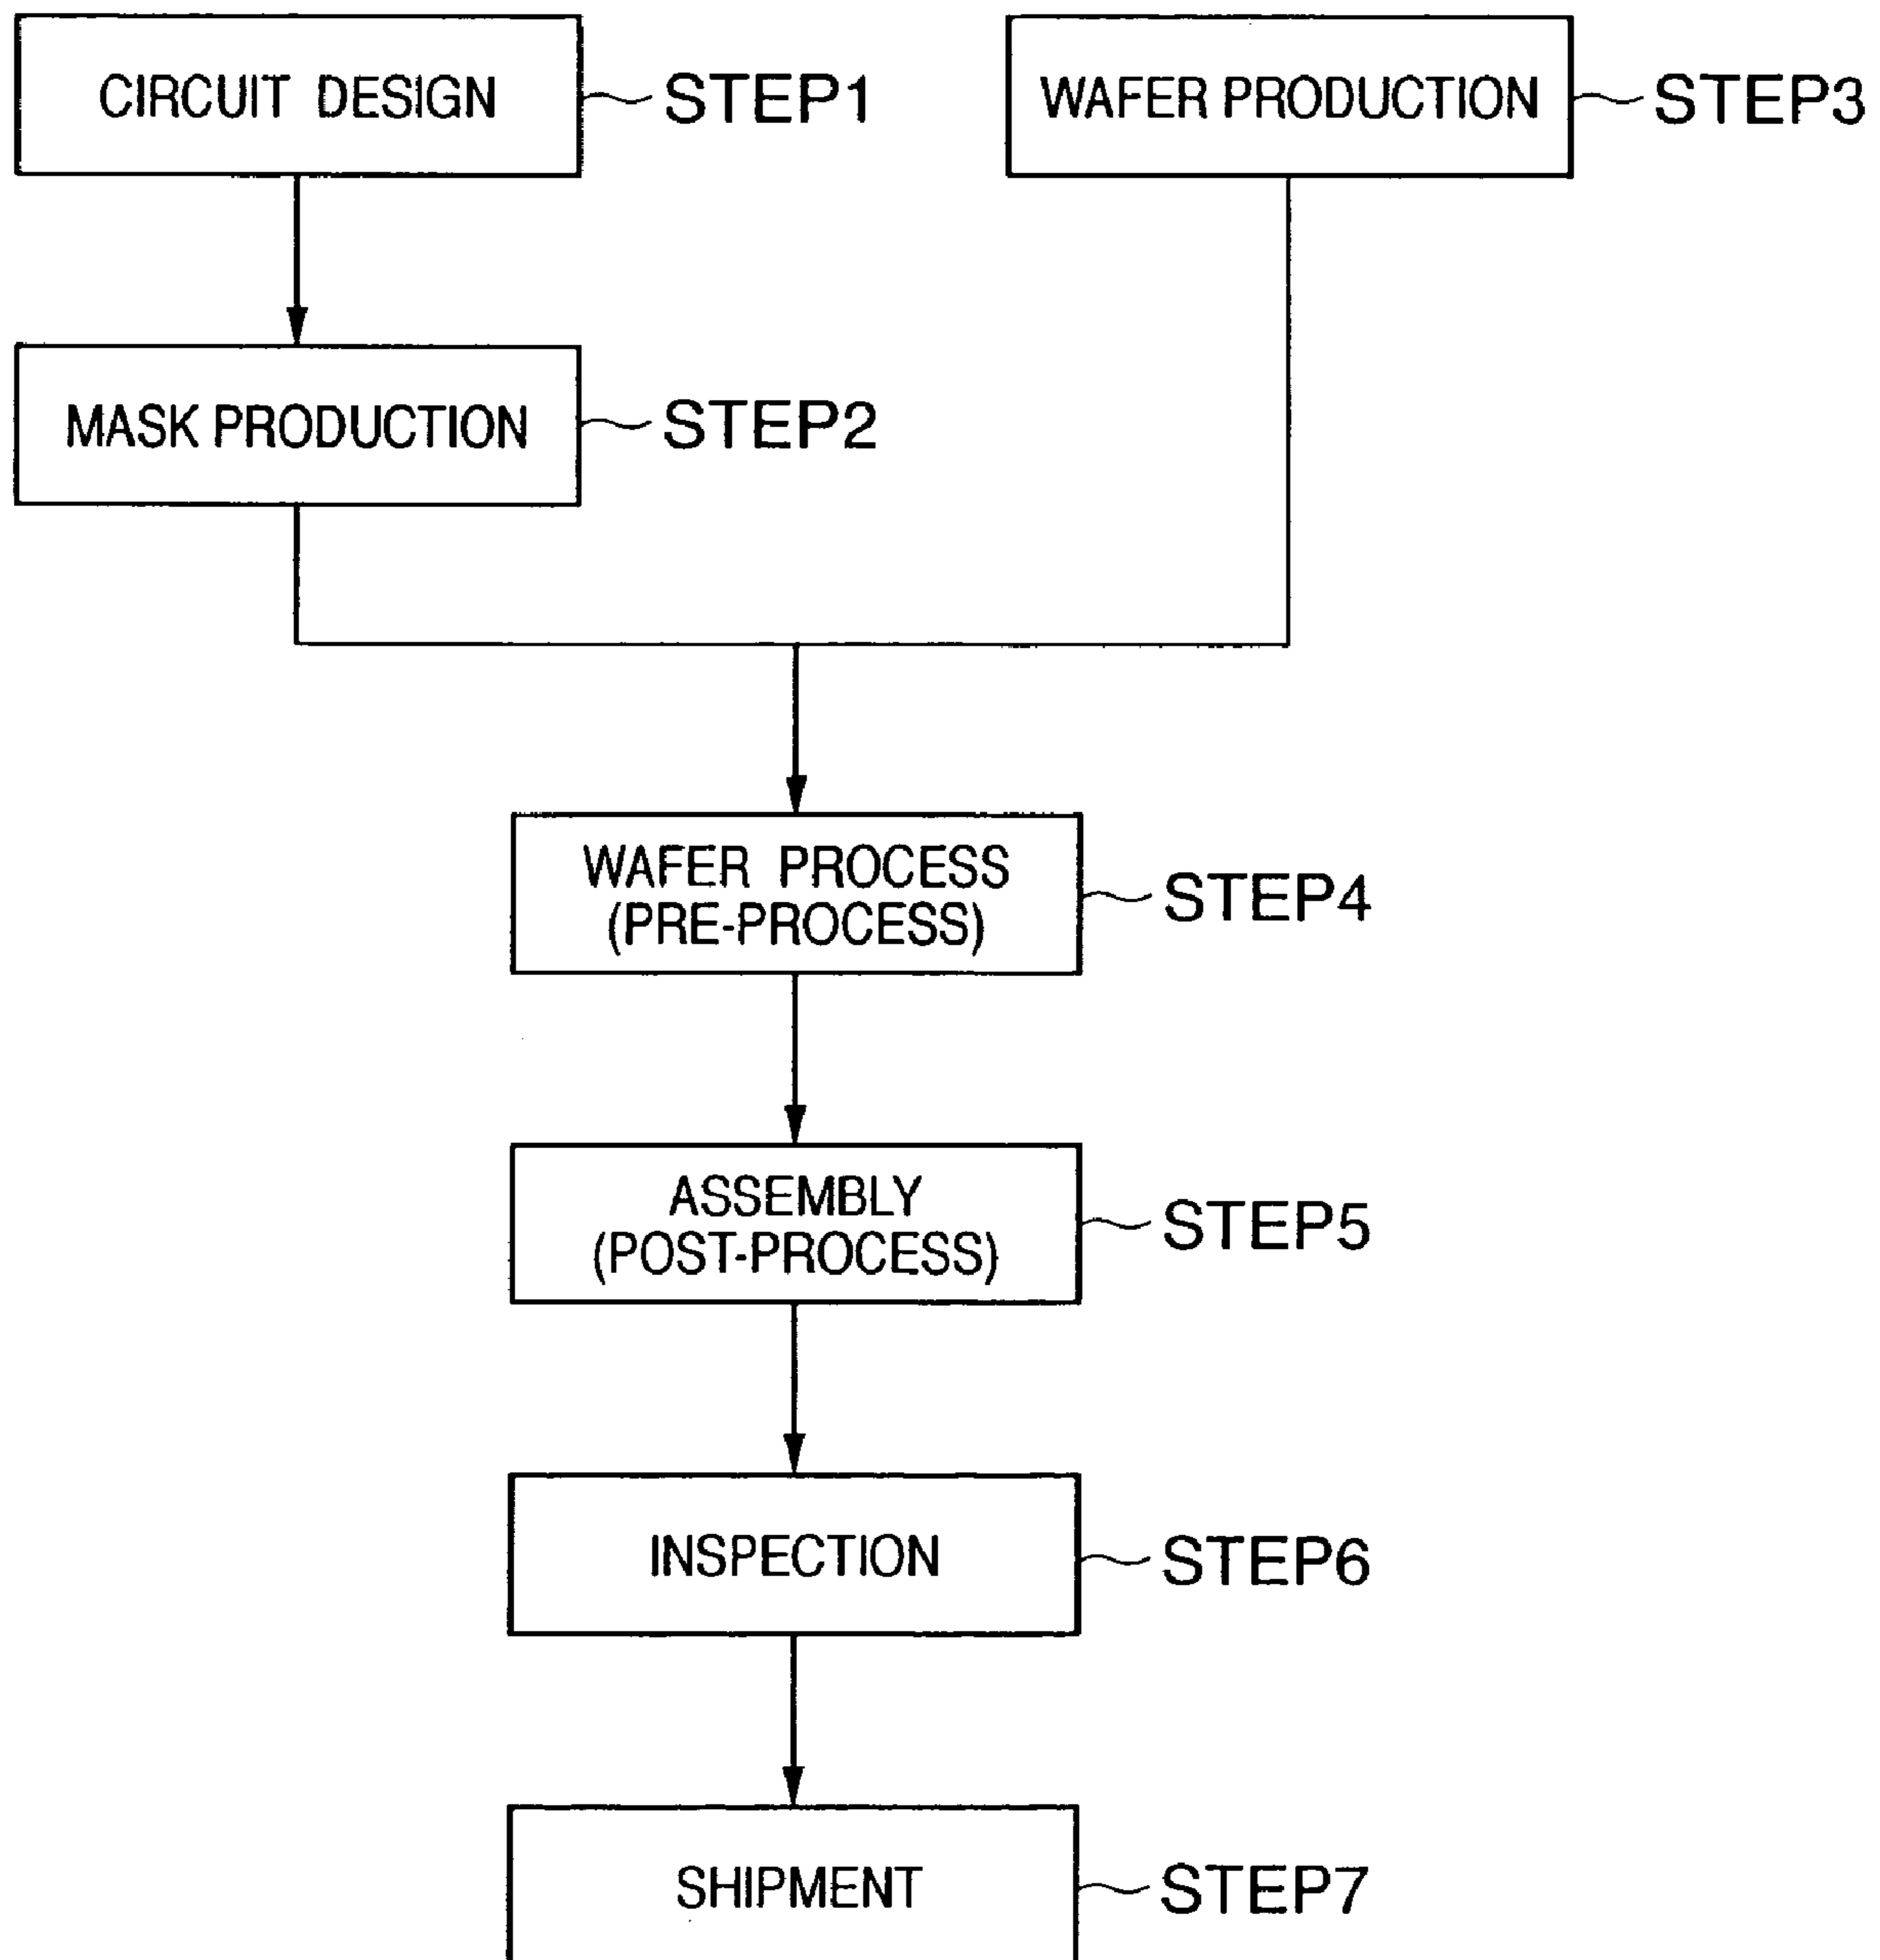 CIRCUIT DESIGN
STEP1
WAFER PRODUCTION
STEP3
MASK PRODUCTION
STEP2
WAFER PROCESS
(PRE-PROCESS)
STEP4
ASSEMBLY
(POST-PROCESS)
STEP5
INSPECTION
STEP6
SHIPMENT
STEP7